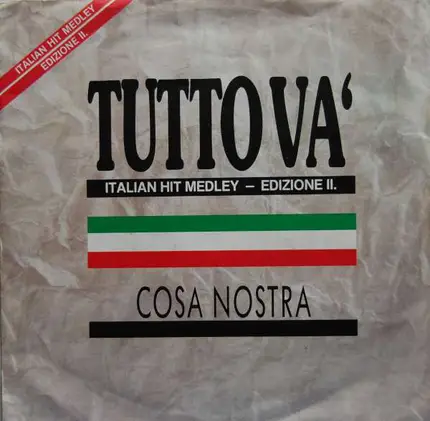 ITALIAN HIT MEDLEY
EDIZIONE II.
TUTTO VA‘
ITALIAN HIT MEDLEY – EDIZIONE II.
COSA NOSTRA